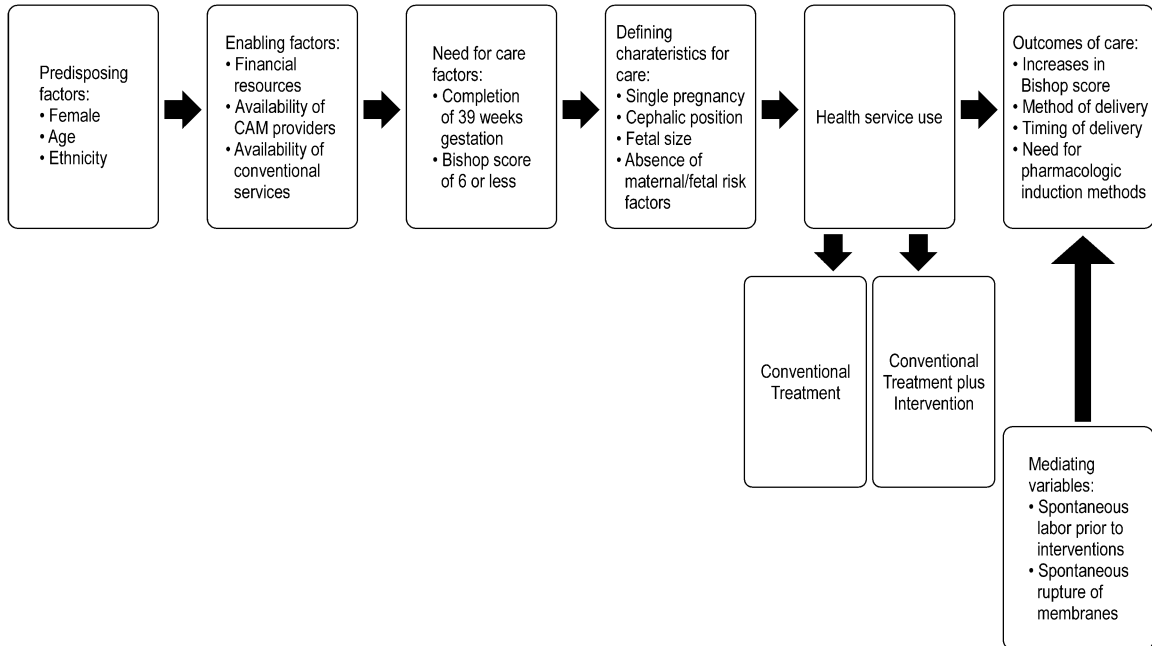 Predisposing
factors:
• Female
• Age
• Ethnicity
Enabling factors:
• Financial
resources
• Availability of
CAM providers
• Availability of
conventional
services
Need for care
factors:
• Completion
of 39 weeks
gestation
• Bishop score
of 6 or less
Defining
charateristics for
care:
• Single pregnancy
• Cephalic position
• Fetal size
• Absence of
maternal/fetal risk
factors
Health service use
Outcomes of care:
• Increases in
Bishop score
• Method of delivery
• Timing of delivery
• Need for
pharmacologic
induction methods
Conventional
Treatment
Conventional
Treatment plus
Intervention
Mediating
variables:
• Spontaneous
labor prior to
interventions
• Spontaneous
rupture of
membranes